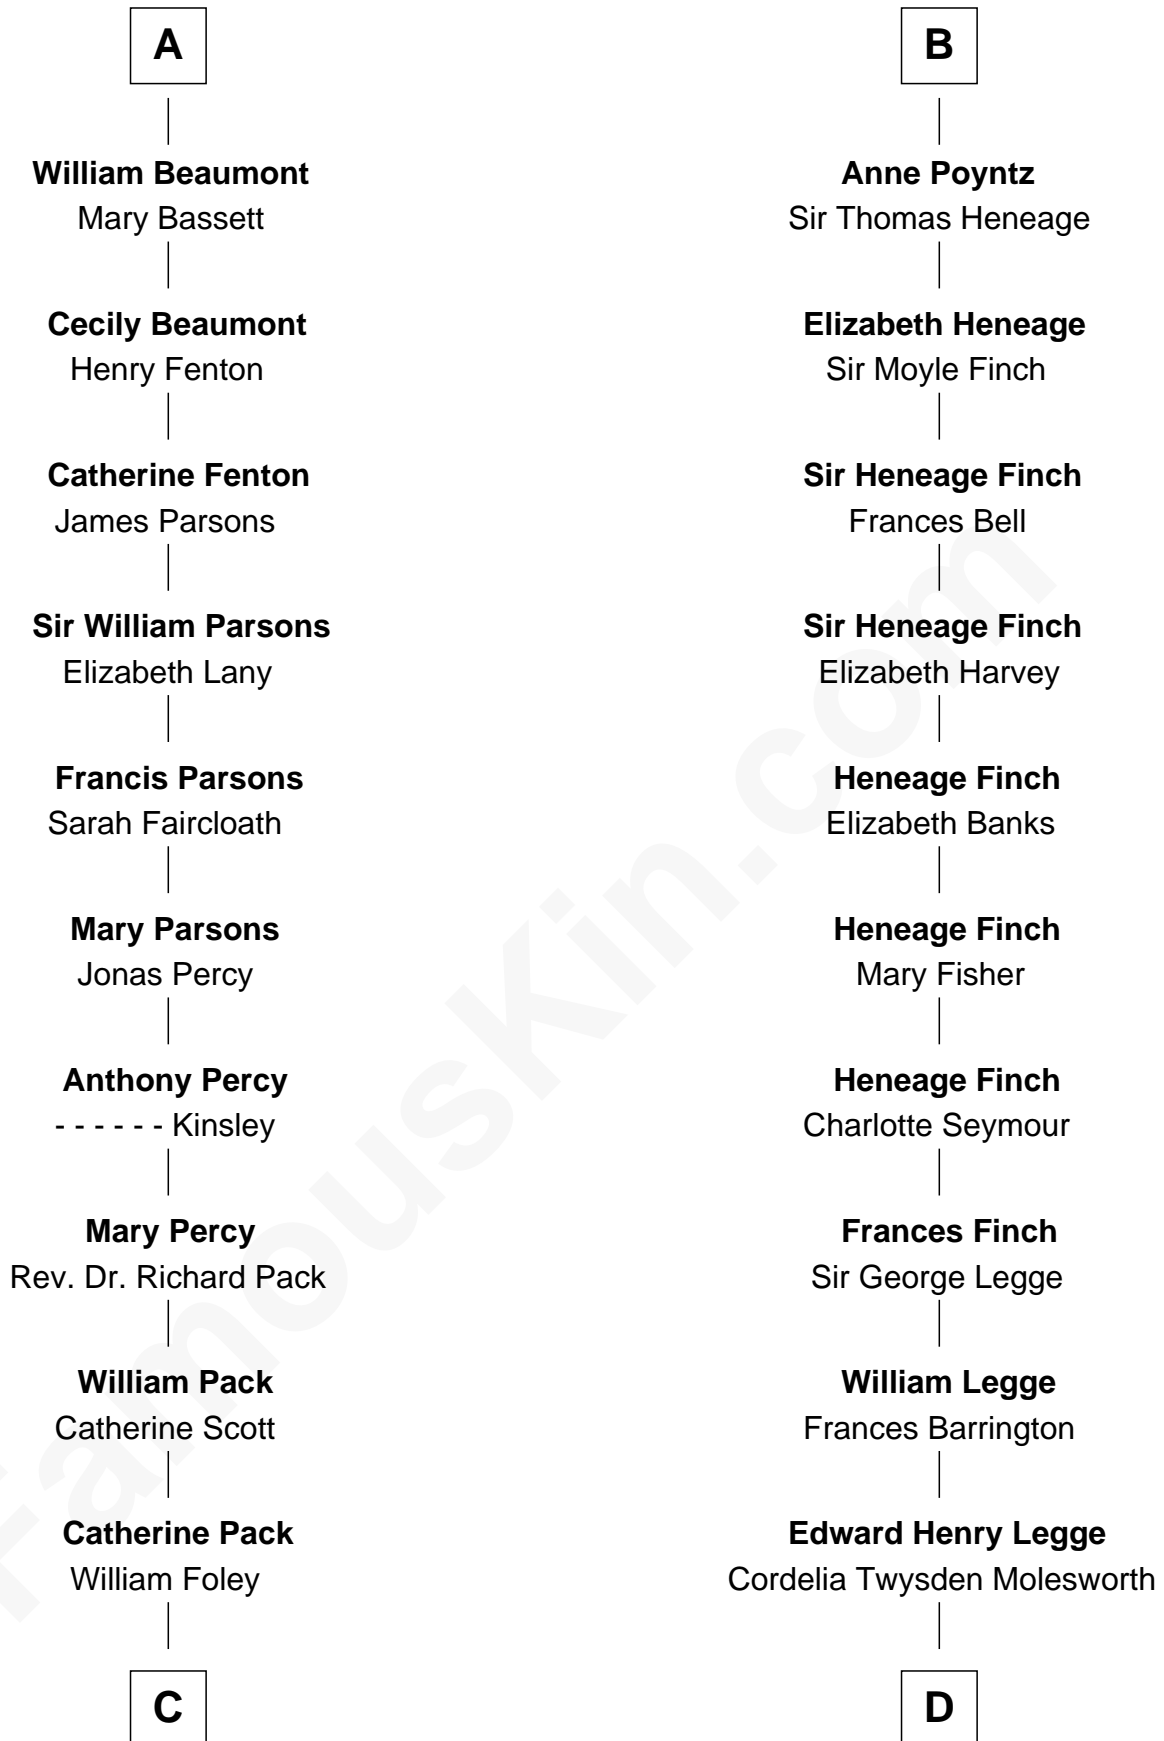 A
William Beaumont
Mary Bassett
Cecily Beaumont
Henry Fenton
Catherine Fenton
James Parsons
Sir William Parsons
Elizabeth Lany
Francis Parsons
Sarah Faircloath
Mary Parsons
Jonas Percy
Anthony Percy
- - - - - - Kinsley
Mary Percy
Rev. Dr. Richard Pack
William Pack
Catherine Scott
Catherine Pack
William Foley
C
B
Anne Poyntz
Sir Thomas Heneage
Elizabeth Heneage
Sir Moyle Finch
Sir Heneage Finch
Frances Bell
Sir Heneage Finch
Elizabeth Harvey
Heneage Finch
Elizabeth Banks
Heneage Finch
Mary Fisher
Heneage Finch
Charlotte Seymour
Frances Finch
Sir George Legge
William Legge
Frances Barrington
Edward Henry Legge
Cordelia Twysden Molesworth
D
FamousKin.com